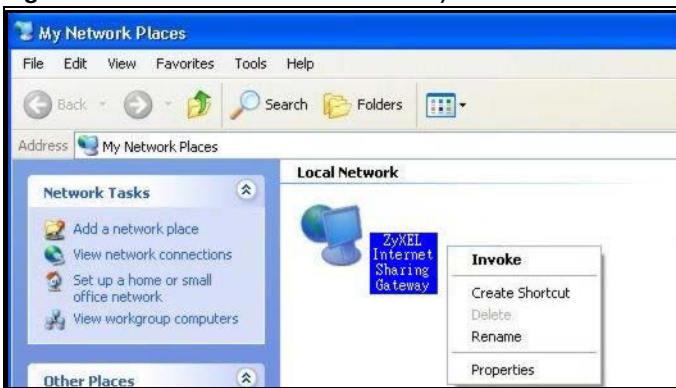 My Network Places
File Edit View Favorites Tools Help
Back Search Folders
Address My Network Places
Network Tasks
Add a network place
View network connections
Set up a home or small
office network
View workgroup computers
Other Places
Local Network
ZyXEL
Internet
Sharing
Gateway
Invoke
Create Shortcut
Delete
Rename
Properties